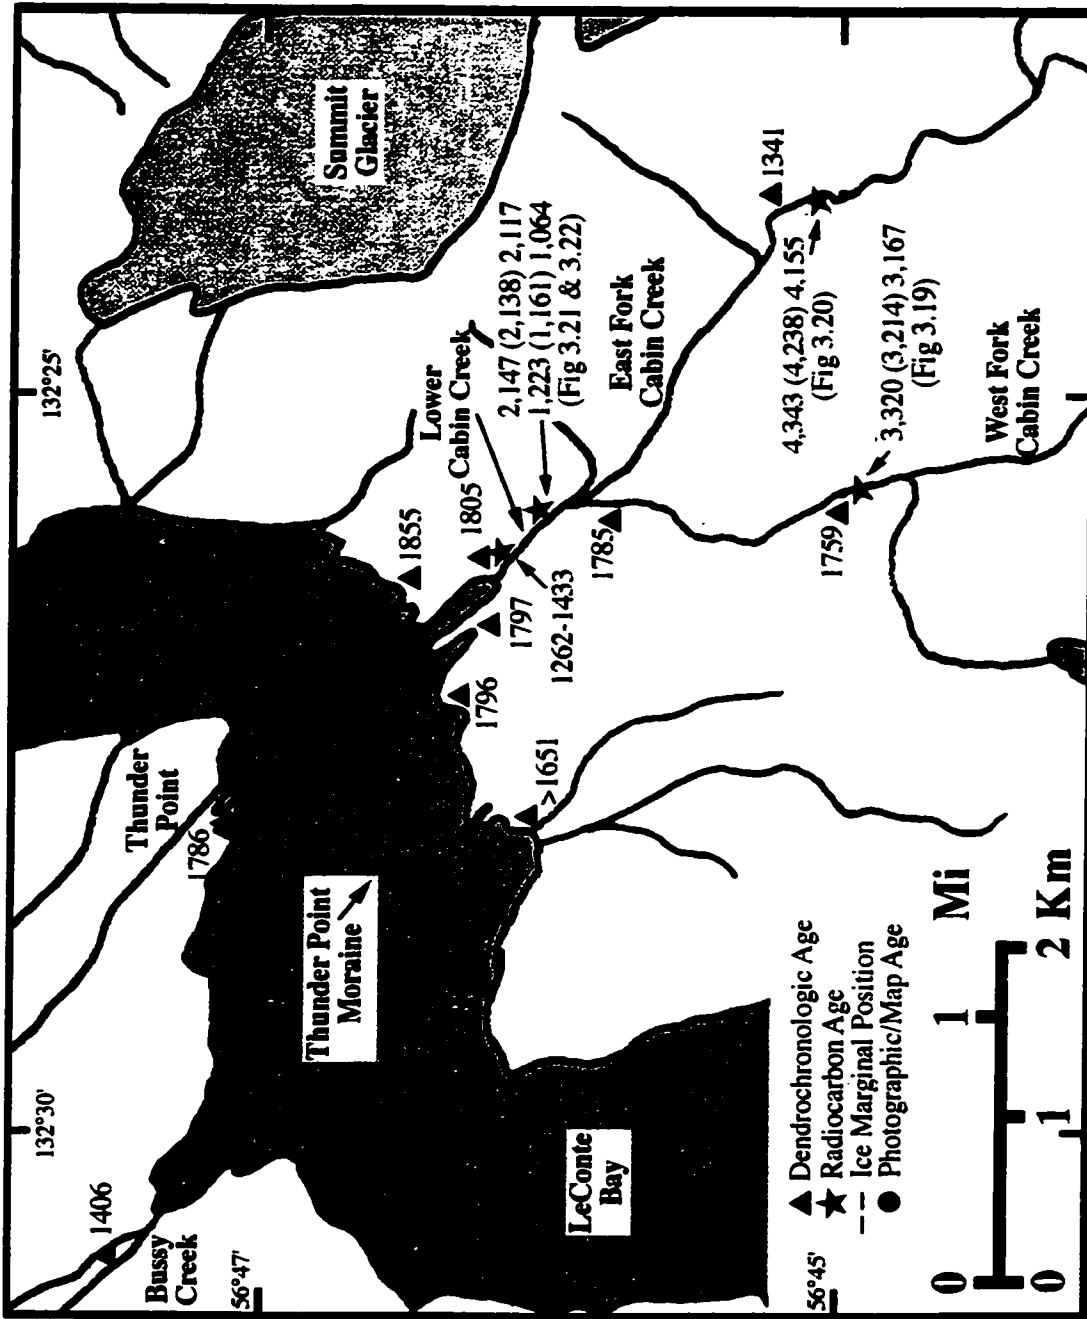 132°30'
132°25'
1406
Bussy
Creek
56°47'
Thunder
Point
1786
Summit
Glacier
Thunder Point
Moraine
1855
1805
Lower
Cabin Creek
2,147 (2,138) 2,117
1,223 (1,161) 1,064
(Fig 3.21 & 3.22)
1796
1797
1262-1433
>1651
1785
East Fork
Cabin Creek
1341
LeConte
Bay
4,343 (4,238) 4,155
(Fig 3.20)
1759
3,320 (3,214) 3,167
(Fig 3.19)
West Fork
Cabin Creek
56°45'
Dendrochronologic Age
Radiocarbon Age
Ice Marginal Position
Photographic/Map Age
0 1 Mi
0 1 2 Km